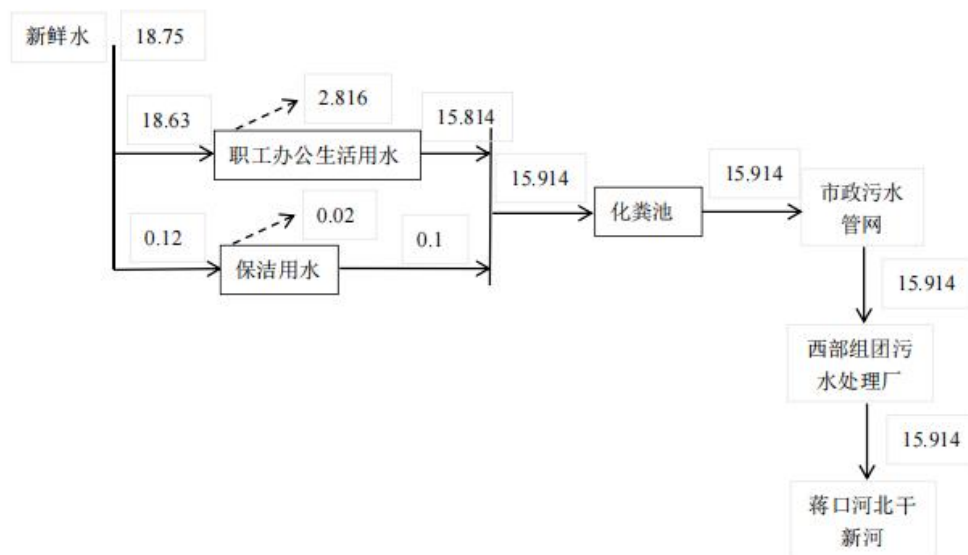 新鲜水
18.75
2.816
18.63
15.814
职工办公生活用水
15.914
15.914
化粪池
市政污水
管网
0.02
0.12
0.1
保洁用水
15.914
西部组团污
水处理厂
15.914
蒋口河北干
新河